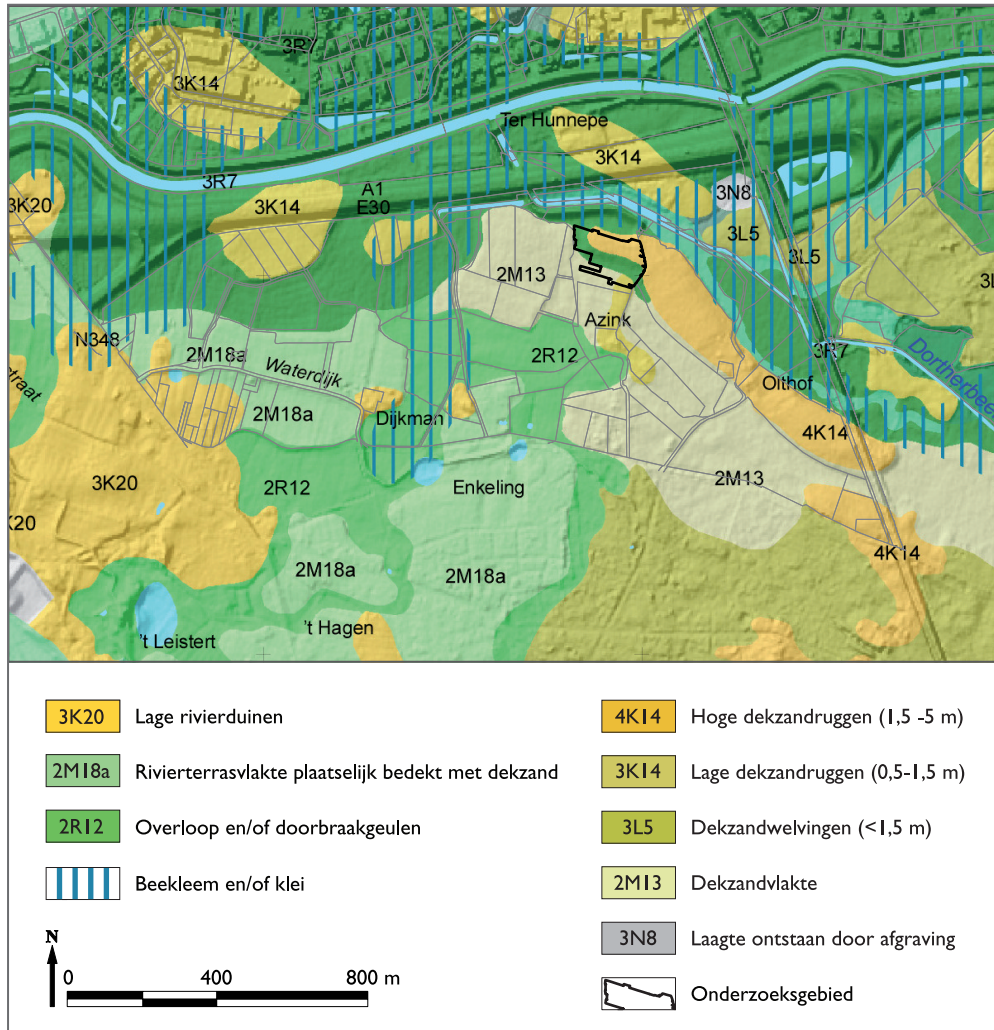 3R7
3K14
Ter Hunnepe
3K14
3R7
3N8
A1
E30
3K14
3K20
3L5
3L5
2M13
Azink
N348
2M18a
2R12
3R7
Waterdijk
Olthof
straat
Dortherbee
2M18a
Dijkman
4K14
3K20
2R12
Enkeling
2M13
K20
4K14
2M18a
2M18a
't Hagen
't Leistert
3K20 Lage rivierduinen
2M18a Rivierterrasvlakte plaatselijk bedekt met dekzand
2R12 Overloop en/of doorbraakgeulen
Beekleem en/of klei
N
0 400 800 m
4K14 Hoge dekzandruggen (1,5 -5 m)
3K14 Lage dekzandruggen (0,5-1,5 m)
3L5 Dekzandwelvingen (<1,5 m)
2M13 Dekzandvlakte
3N8 Laagte ontstaan door afgraving
Onderzoeksgebied